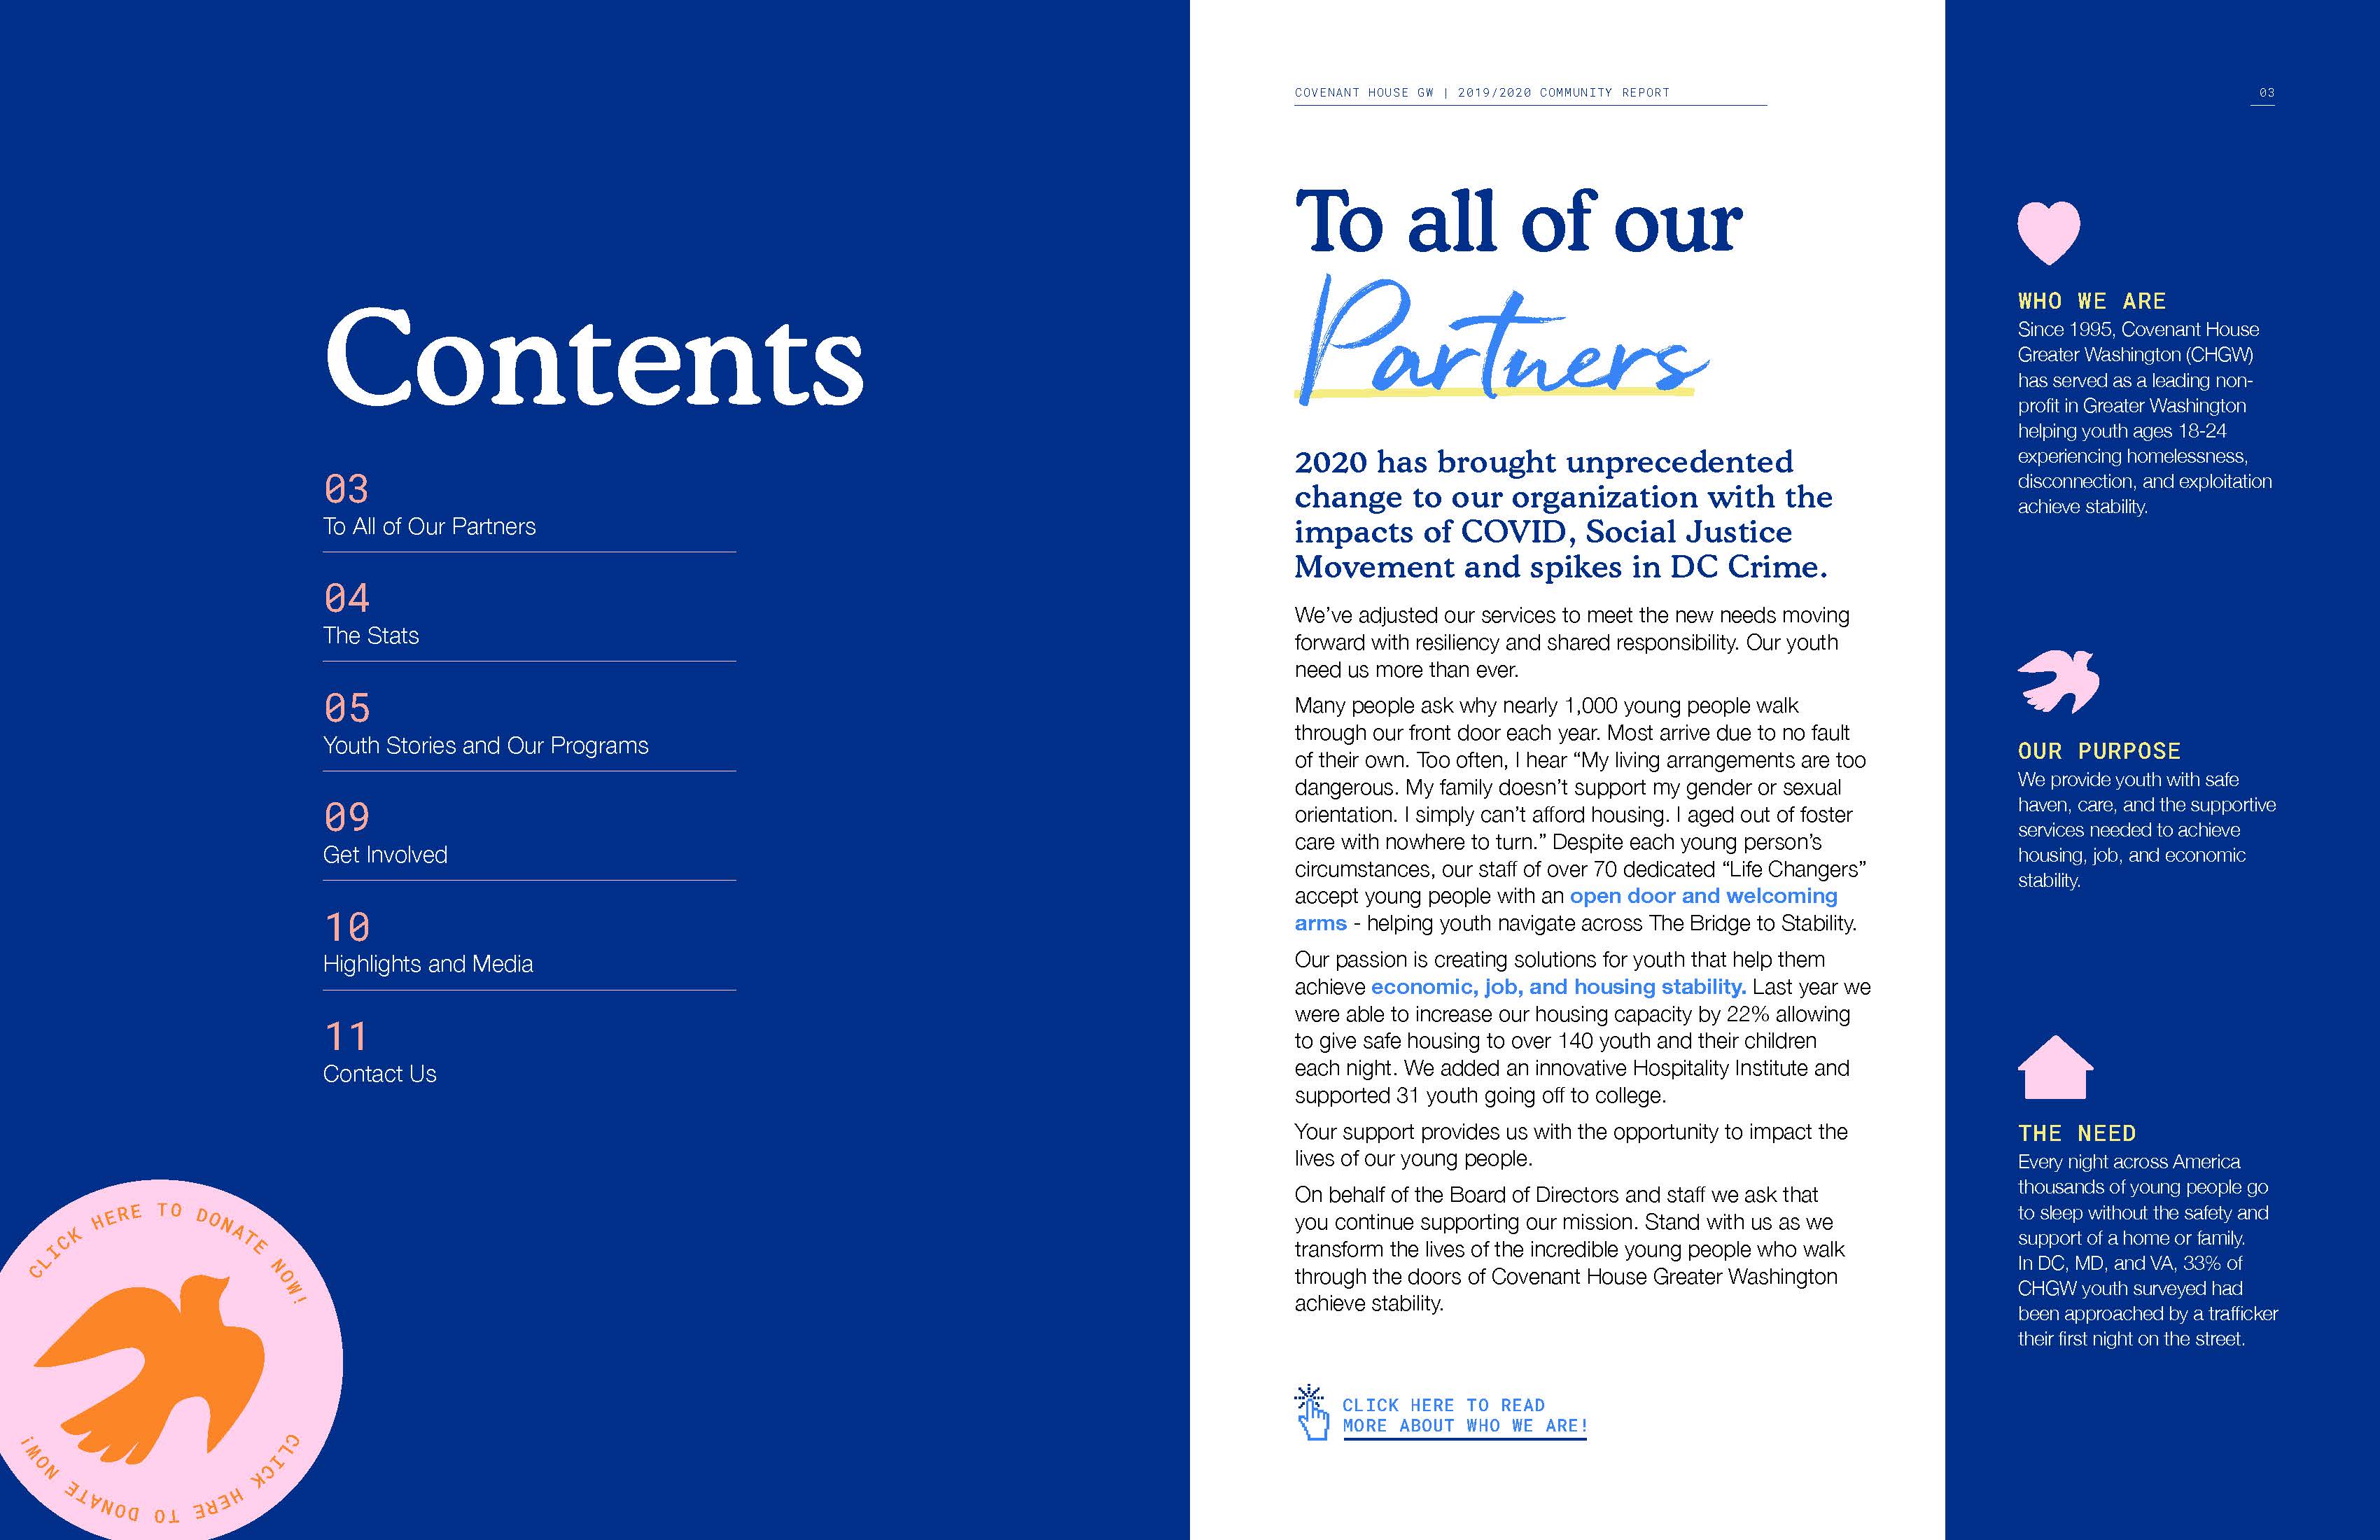 Contents
03
To All of Our Partners
04
The Stats
05
Youth Stories and Our Programs
09
Get Involved
10
Highlights and Media
11
Contact Us
CLICK HERE TO DONATE NOW!
CLICK HERE TO DONATE NOW!
COVENANT HOUSE GW | 2019/2020 COMMUNITY REPORT
To all of our
Partners
2020 has brought unprecedented
change to our organization with the
impacts of COVID, Social Justice
Movement and spikes in DC Crime.
We’ve adjusted our services to meet the new needs moving
forward with resiliency and shared responsibility. Our youth
need us more than ever.
Many people ask why nearly 1,000 young people walk
through our front door each year. Most arrive due to no fault
of their own. Too often, I hear “My living arrangements are too
dangerous. My family doesn’t support my gender or sexual
orientation. I simply can’t afford housing. I aged out of foster
care with nowhere to turn.” Despite each young person’s
circumstances, our staff of over 70 dedicated “Life Changers”
accept young people with an open door and welcoming
arms - helping youth navigate across The Bridge to Stability.
Our passion is creating solutions for youth that help them
achieve economic, job, and housing stability. Last year we
were able to increase our housing capacity by 22% allowing
to give safe housing to over 140 youth and their children
each night. We added an innovative Hospitality Institute and
supported 31 youth going off to college.
Your support provides us with the opportunity to impact the
lives of our young people.
On behalf of the Board of Directors and staff we ask that
you continue supporting our mission. Stand with us as we
transform the lives of the incredible young people who walk
through the doors of Covenant House Greater Washington
achieve stability.
CLICK HERE TO READ
MORE ABOUT WHO WE ARE!
03
WHO WE ARE
Since 1995, Covenant House
Greater Washington (CHGW)
has served as a leading non-
profit in Greater Washington
helping youth ages 18-24
experiencing homelessness,
disconnection, and exploitation
achieve stability.
OUR PURPOSE
We provide youth with safe
haven, care, and the supportive
services needed to achieve
housing, job, and economic
stability.
THE NEED
Every night across America
thousands of young people go
to sleep without the safety and
support of a home or family.
In DC, MD, and VA, 33% of
CHGW youth surveyed had
been approached by a trafficker
their first night on the street.